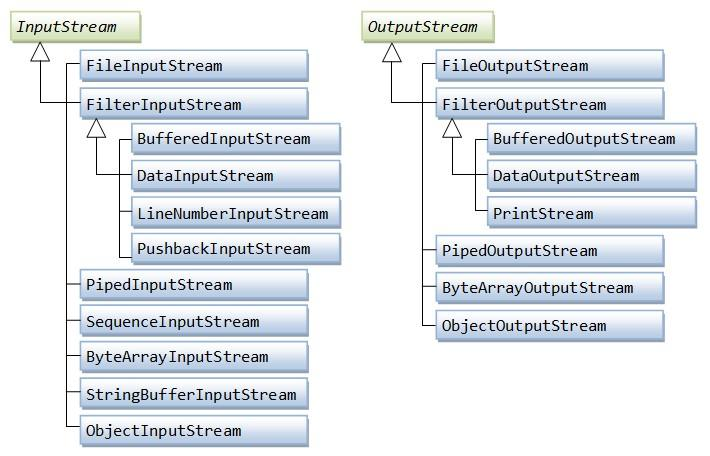 InputStream
FileInputStream
FilterInputStream
BufferedInputStream
DataInputStream
LineNumberInputStream
PushbackInputStream
PipedInputStream
SequenceInputStream
ByteArrayInputStream
StringBufferInputStream
ObjectInputStream
OutputStream
FileOutputStream
FilterOutputStream
BufferedOutputStream
DataOutputStream
PrintStream
PipedOutputStream
ByteArrayOutputStream
ObjectOutputStream